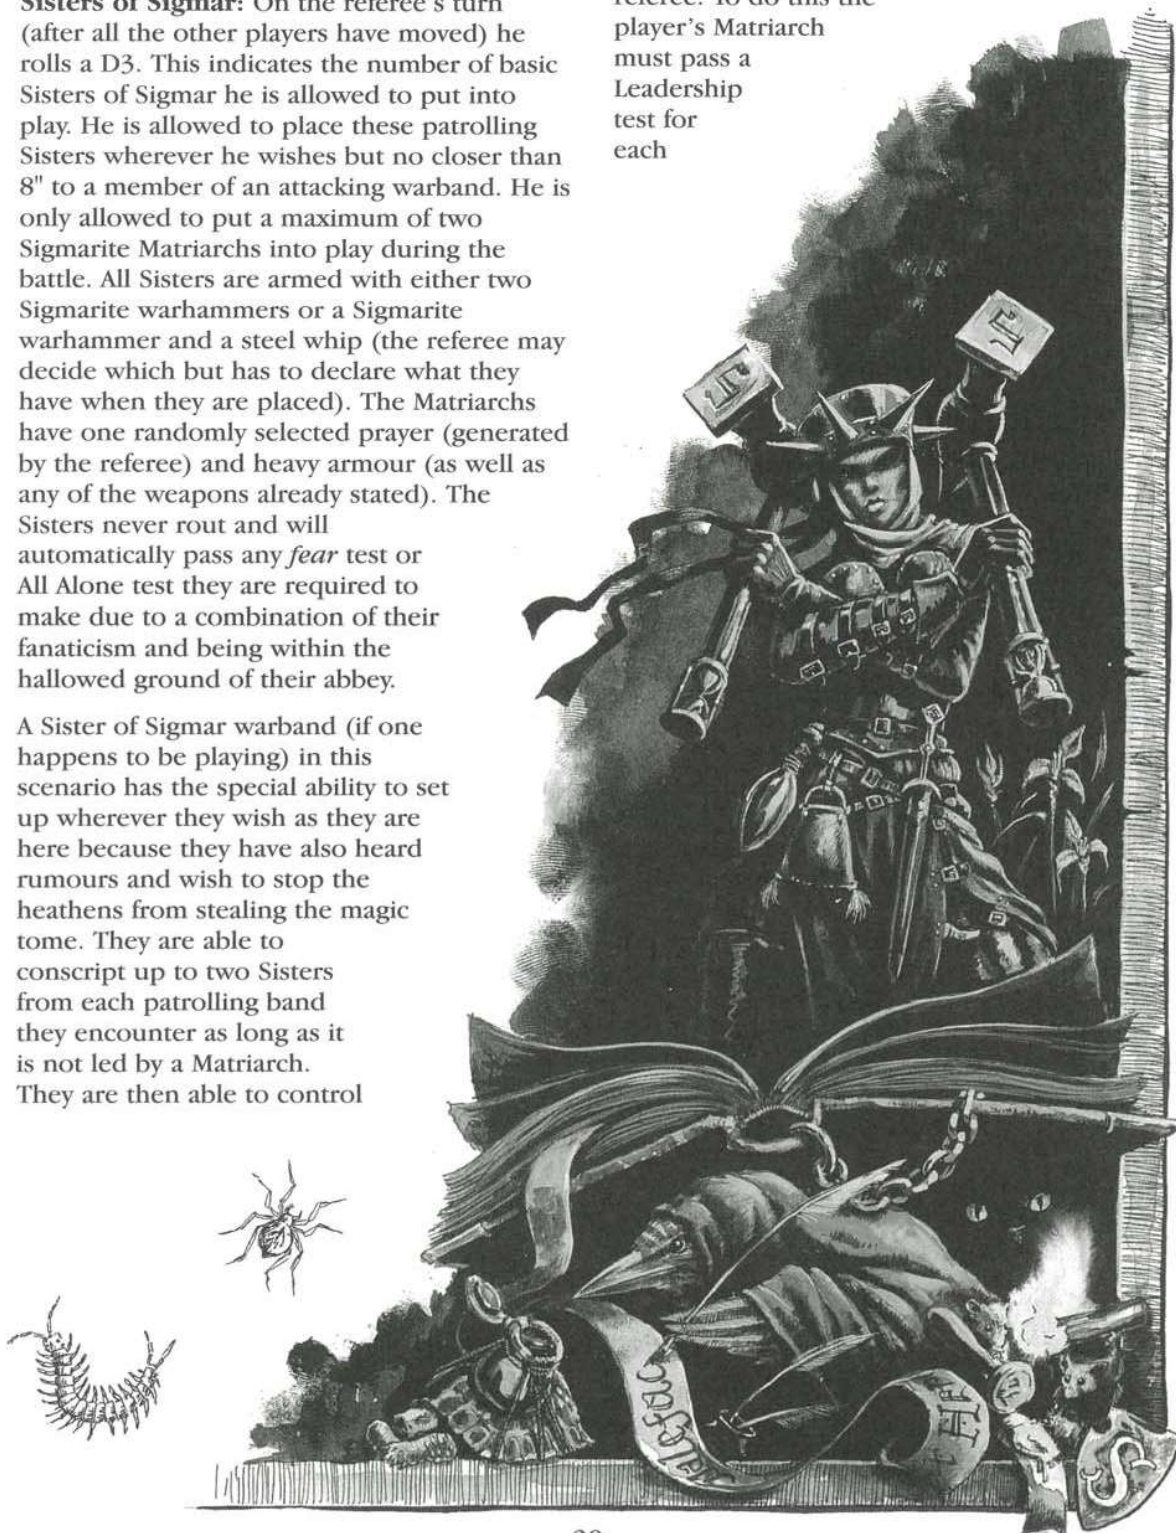 Sisters of Sigmar: On the referee's turn
(after all the other players have moved) he
rolls a D3. This indicates the number of basic
Sisters of Sigmar he is allowed to put into
play. He is allowed to place these patrolling
Sisters wherever he wishes but no closer than
8" to a member of an attacking warband. He is
only allowed to put a maximum of two
Sigmarite Matriarchs into play during the
battle. All Sisters are armed with either two
Sigmarite warhammers or a Sigmarite
warhammer and a steel whip (the referee may
decide which but has to declare what they
have when they are placed). The Matriarchs
have one randomly selected prayer (generated
by the referee) and heavy armour (as well as
any of the weapons already stated). The
Sisters never rout and will
automatically pass any fear test or
All Alone test they are required to
make due to a combination of their
fanaticism and being within the
hallowed ground of their abbey.
A Sister of Sigmar warband (if one
happens to be playing) in this
scenario has the special ability to set
up wherever they wish as they are
here because they have also heard
rumours and wish to stop the
heathens from stealing the magic
tome. They are able to
conscript up to two Sisters
from each patrolling band
they encounter as long as it
is not led by a Matriarch.
They are then able to control
referee. To do this the
player's Matriarch
must pass a
Leadership
test for
each